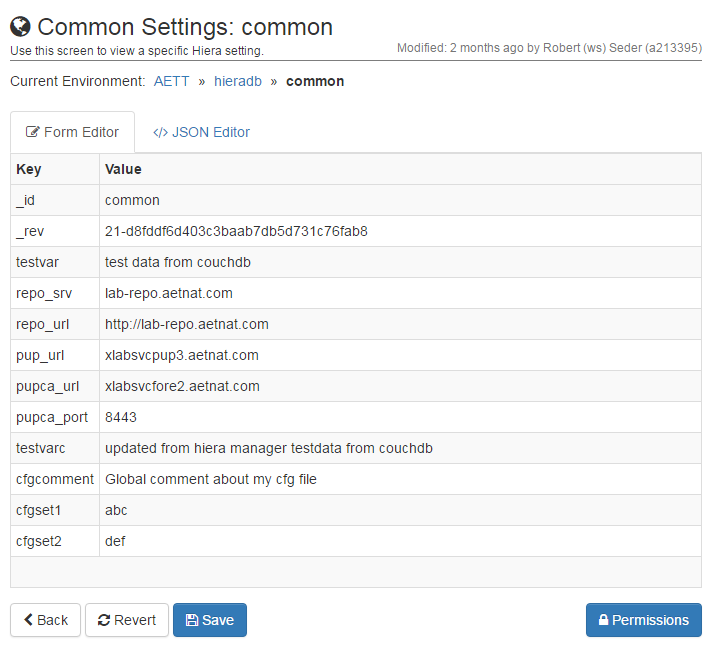 Common Settings: common
Use this screen to view a specific Hiera setting.
Modified: 2 months ago by Robert (ws) Seder (a213395)
Current Environment: AETT » hieradb » common
Form Editor </> JSON Editor
Key Value
_id common
_rev 21-d8fddf6d403c3baab7db5d731c76fab8
testvar test data from couchdb
repo_srv lab-repo.aetnat.com
repo_url http://lab-repo.aetnat.com
pup_url xlabsvcpup3.aetnat.com
pupca_url xlabsvcfore2.aetnat.com
pupca_port 8443
testvarc updated from hiera manager testdata from couchdb
cfgcomment Global comment about my cfg file
cfgset1 abc
cfgset2 def
Back Revert Save Permissions